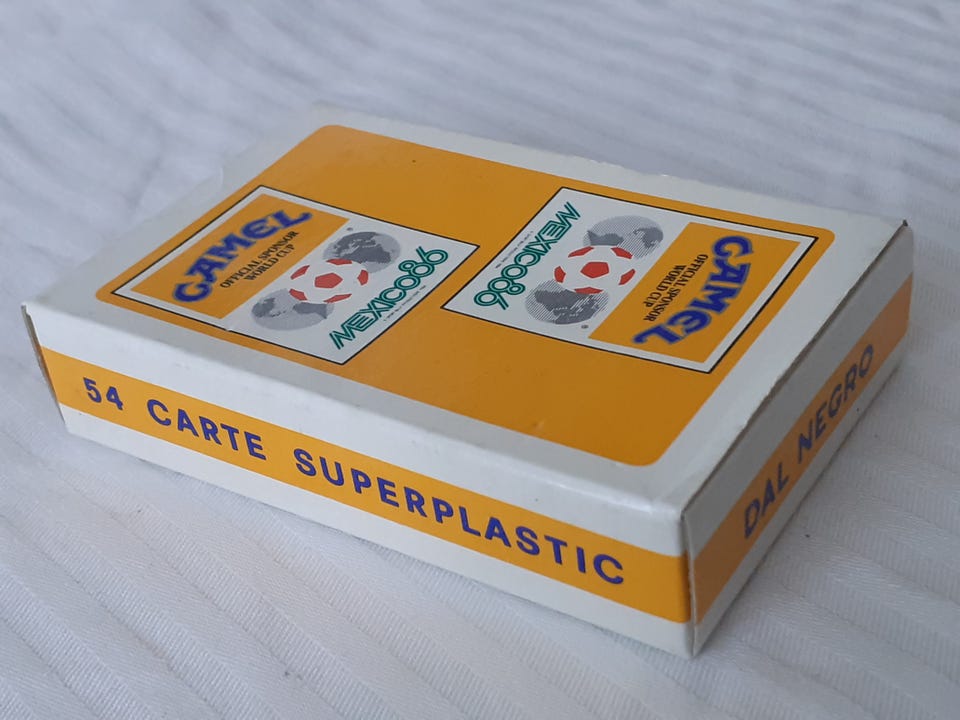 CAMEL
OFFICIAL SPONSOR
WORLD CUP
MEXICO86
CAMEL
OFFICIAL SPONSOR
WORLD CUP
MEXICO86
54 CARTE SUPERPLASTIC
DAL NEGRO